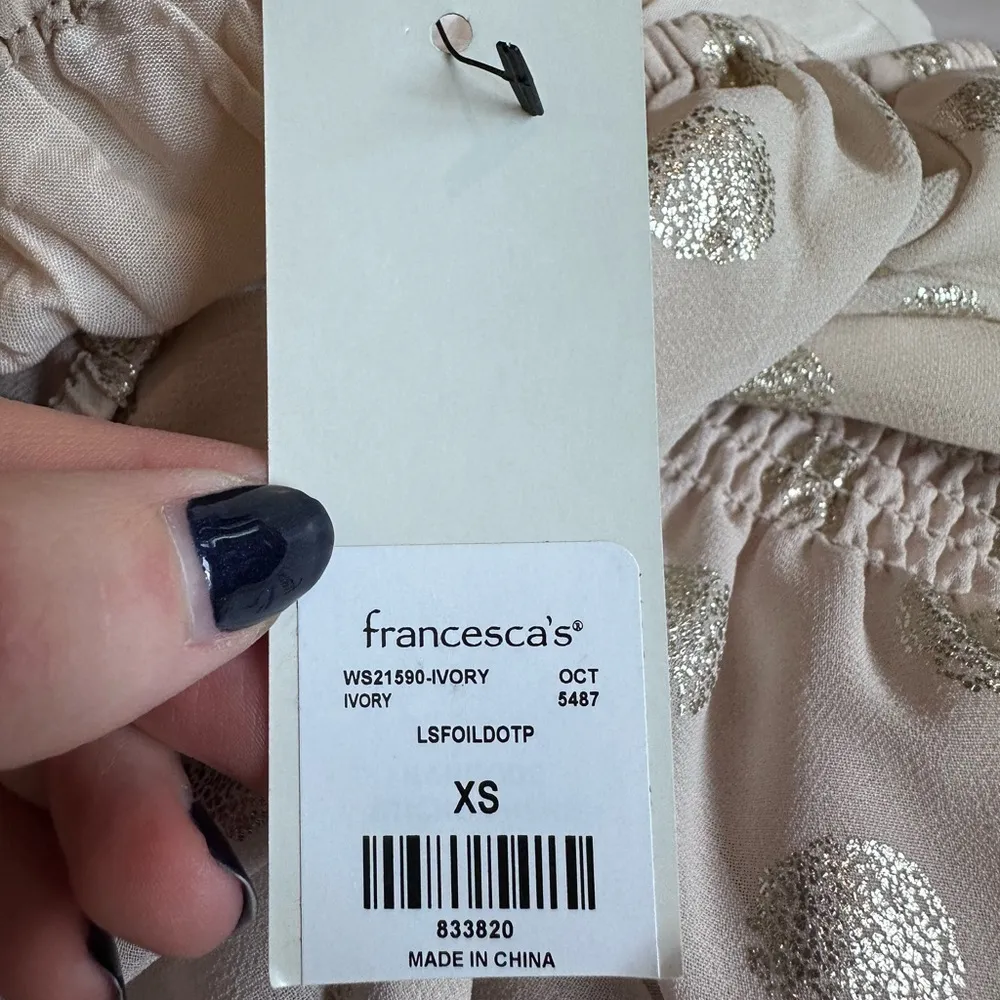 francesca's®
WS21590-IVORY OCT
IVORY 5487
LSFOILDOTP
XS
833820
MADE IN CHINA